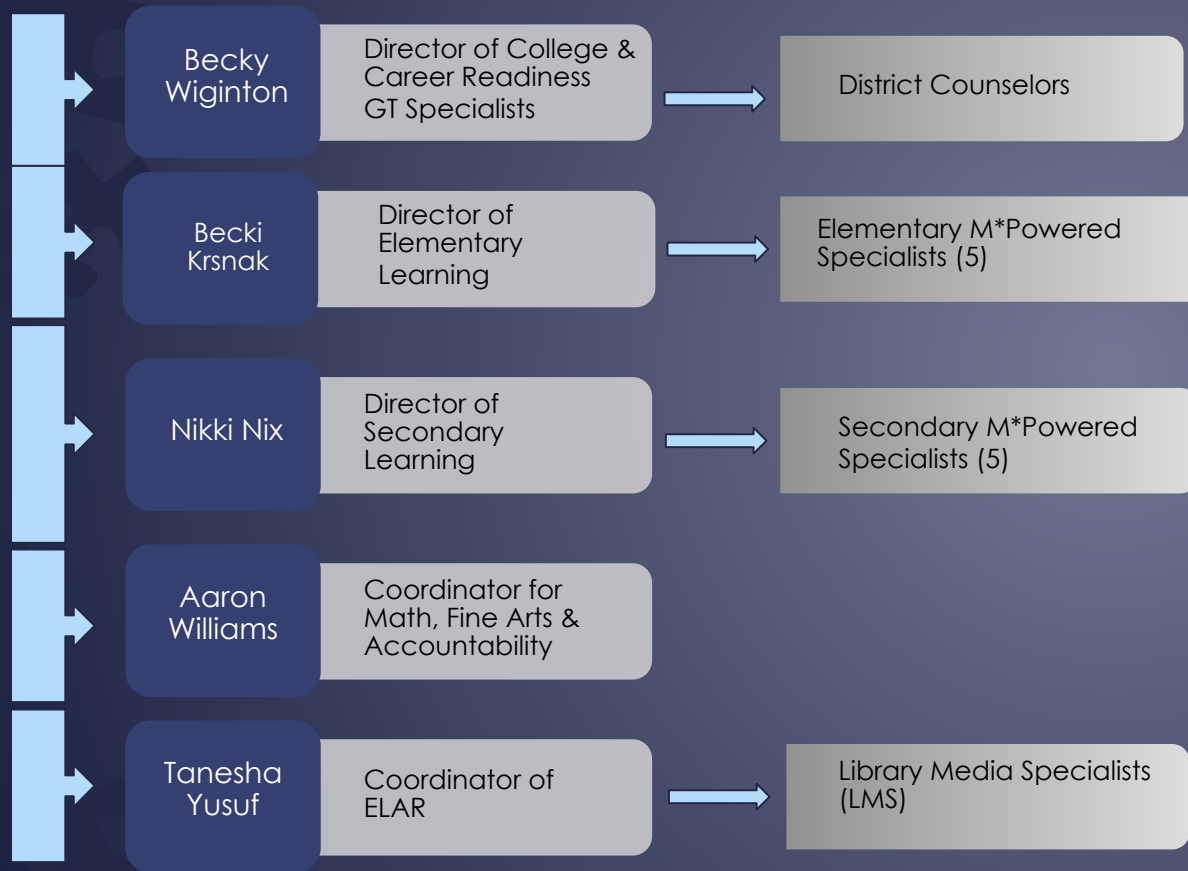 Becky
Wiginton
Director of College &
Career Readiness
GT Specialists
District Counselors
Becki
Krsnak
Director of
Elementary
Learning
Elementary M*Powered
Specialists (5)
Nikki Nix
Director of
Secondary
Learning
Secondary M*Powered
Specialists (5)
Aaron
Williams
Coordinator for
Math, Fine Arts &
Accountability
Tanesha
Yusuf
Coordinator of
ELAR
Library Media Specialists
(LMS)